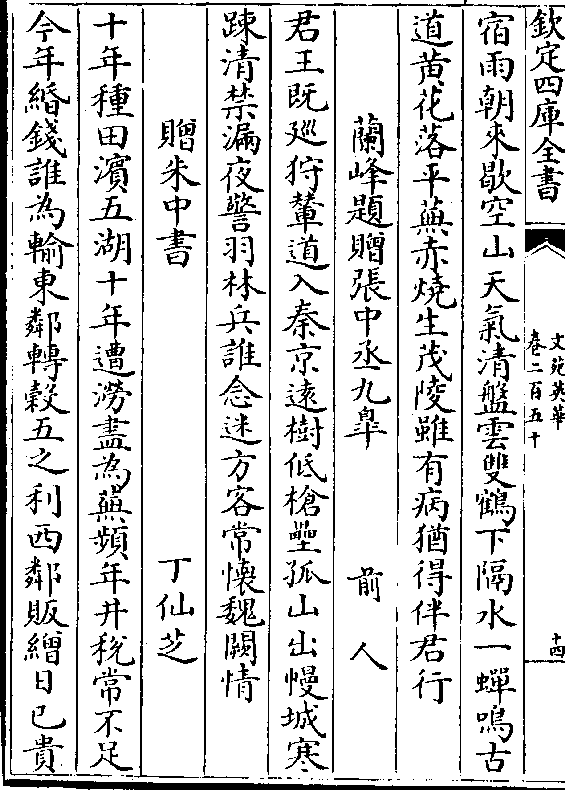 欽定四庫全書
文苑英華
卷二百五十
十四
宿雨朝來歇空山天氣清盤雲雙鶴下隔水一蟬鳴古
道黄花落平蕪赤燒生茂陵雖有病猶得伴君行
蘭峰題贈張中丞九臯 前人
君王既廵狩輦道入秦京遠樹低槍壘孤山出幔城寒
踈清禁漏夜警羽林兵誰念迷方客常懷魏闕情
贈朱中書 丁仙芝
十年種田濱五湖十年遭澇盡為蕪頻年井稅常不足
今年緡錢誰為輸東鄰轉穀五之利西鄰販繒日已貴